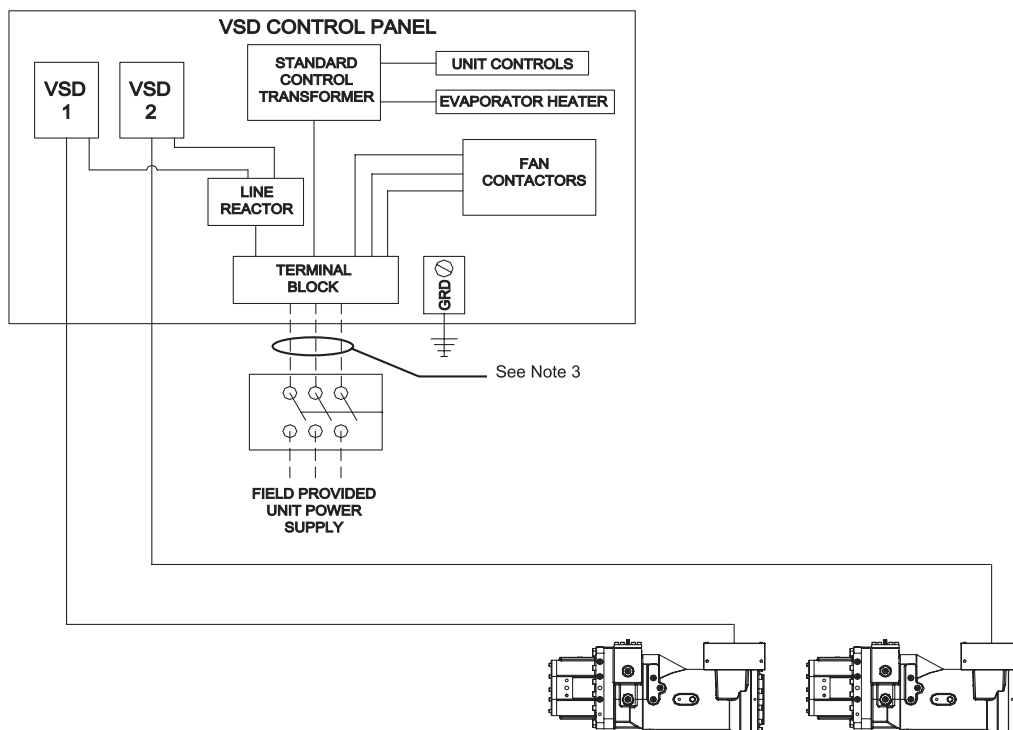 VSD CONTROL PANEL
VSD
1
VSD
2
STANDARD
CONTROL
TRANSFORMER
UNIT CONTROLS
EVAPORATOR HEATER
FAN
CONTACTORS
LINE
REACTOR
TERMINAL
BLOCK
GRD
See Note 3
FIELD PROVIDED
UNIT POWER
SUPPLY